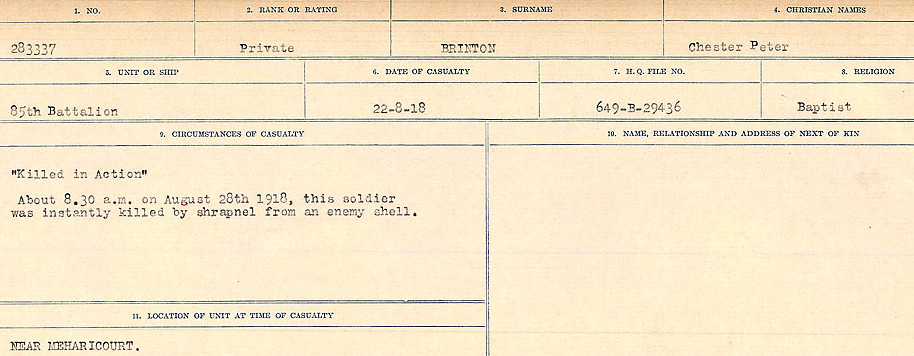 1. NO. 2. RANK OR RATING 3. SURNAME 4. CHRISTIAN NAMES
283337 Private BRINTON Chester Peter
5. UNIT OR SHIP 6. DATE OF CASUALTY 7. H.Q. FILE NO. 8. RELIGION
85th Battalion 22-8-18 649-B-29436 Baptist
9. CIRCUMSTANCES OF CASUALTY 10. NAME, RELATIONSHIP AND ADDRESS OF NEXT OF KIN
"Killed in Action"
About 8.30 a.m. on August 28th 1918, this soldier
was instantly killed by shrapnel from an enemy shell.
11. LOCATION OF UNIT AT TIME OF CASUALTY
NEAR MEHARICOURT.